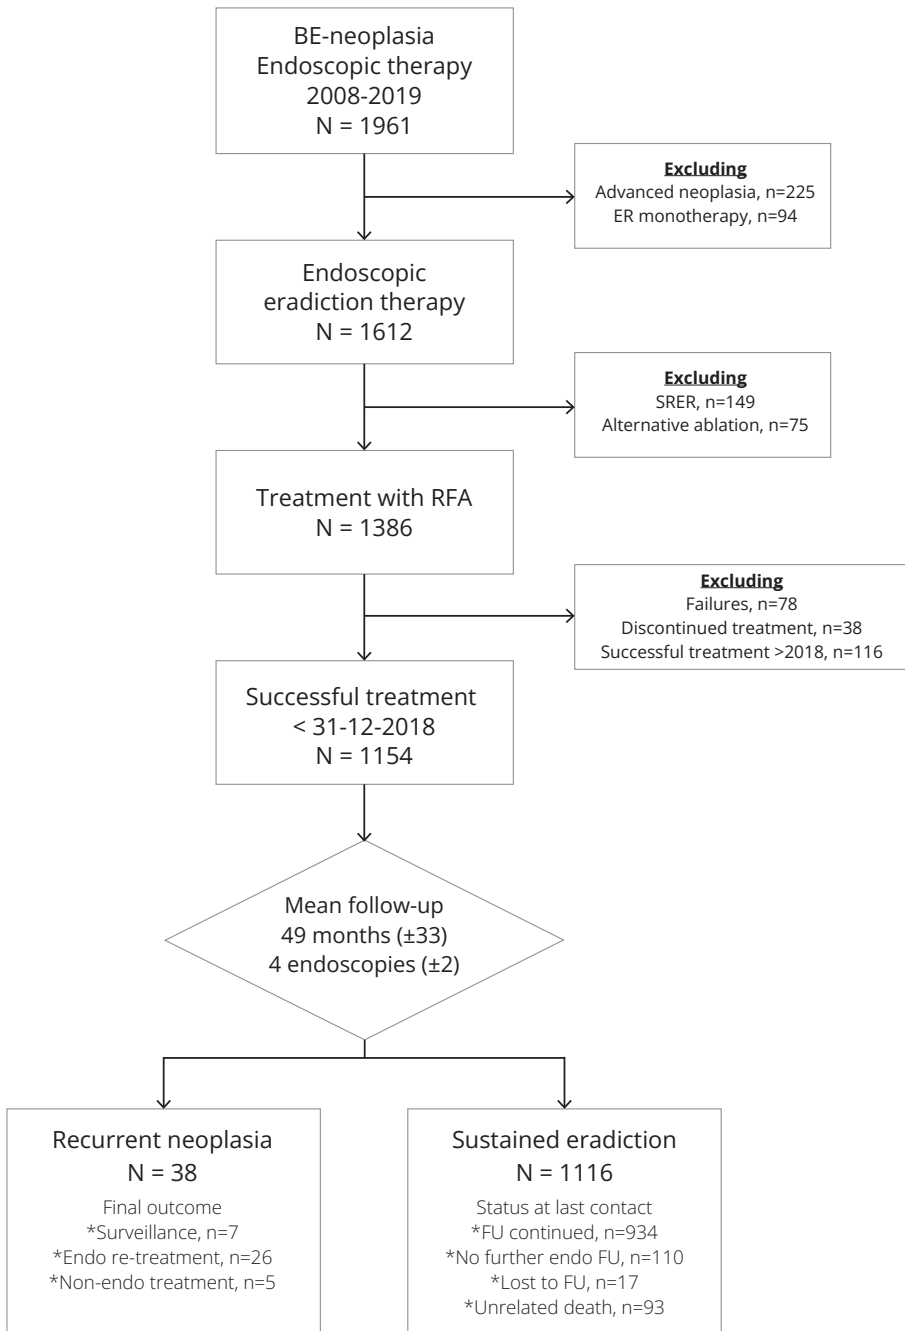 BE-neoplasia
Endoscopic therapy
2008-2019
N = 1961
Excluding
Advanced neoplasia, n=225
ER monotherapy, n=94
Endoscopic
eradiction therapy
N = 1612
Excluding
SRER, n=149
Alternative ablation, n=75
Treatment with RFA
N = 1386
Excluding
Failures, n=78
Discontinued treatment, n=38
Successful treatment >2018, n=116
Successful treatment
< 31-12-2018
N = 1154
Mean follow-up
49 months (±33)
4 endoscopies (±2)
Recurrent neoplasia
N = 38
Final outcome
*Surveillance, n=7
*Endo re-treatment, n=26
*Non-endo treatment, n=5
Sustained eradiction
N = 1116
Status at last contact
*FU continued, n=934
*No further endo FU, n=110
*Lost to FU, n=17
*Unrelated death, n=93